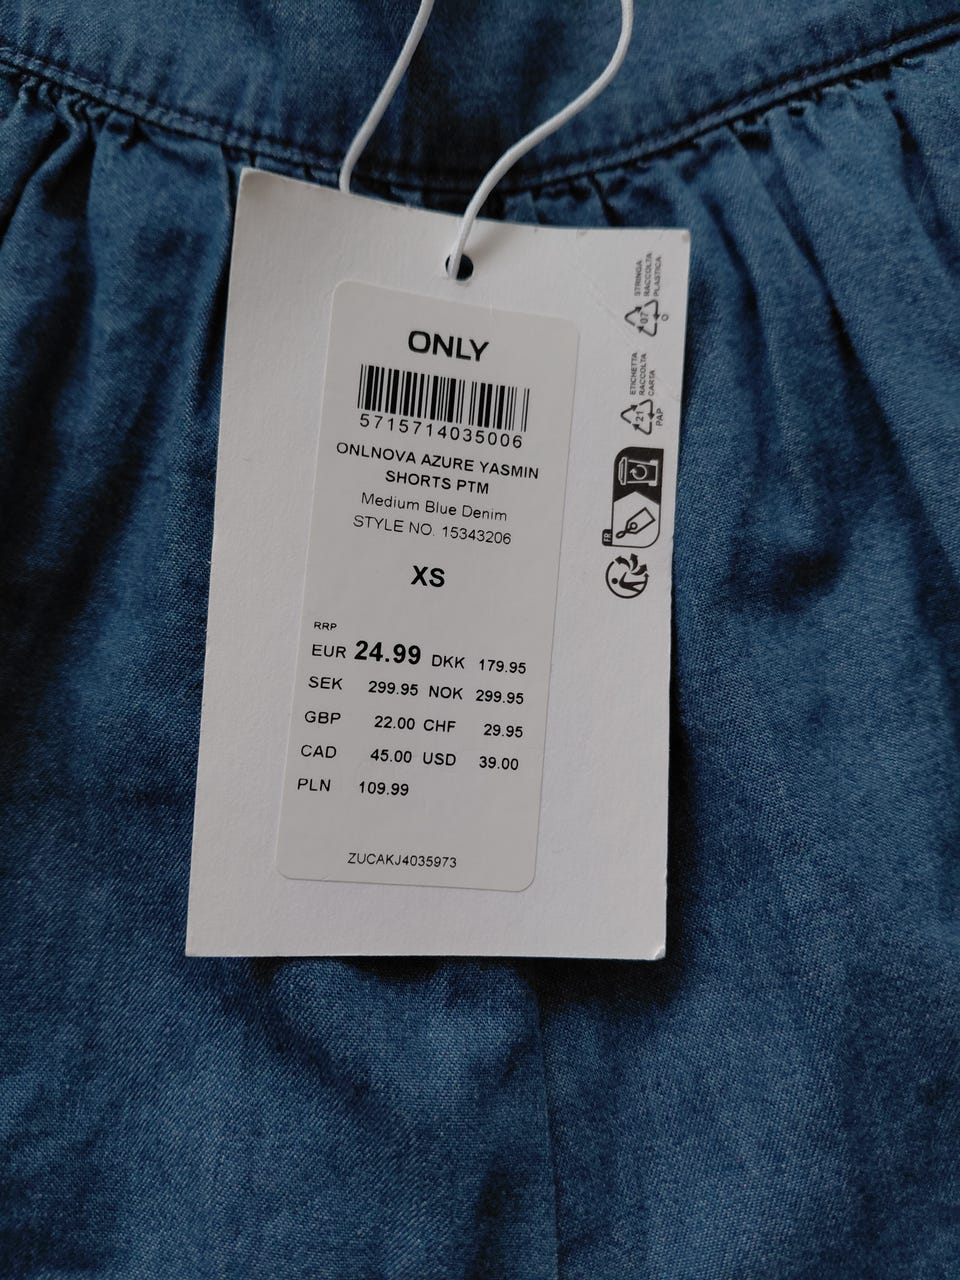 ONLY
5715714035006
ONLNOVA AZURE YASMIN
SHORTS PTM
Medium Blue Denim
STYLE NO. 15343206
XS
RRP
EUR 24.99 DKK 179.95
SEK 299.95 NOK 299.95
GBP 22.00 CHF 29.95
CAD 45.00 USD 39.00
PLN 109.99
ZUCAKJ4035973
STRINGA
RACCOLTA
PLASTICA
07
O
ETICHETTA
RACCOLTA
CARTA
21
PAP
FR